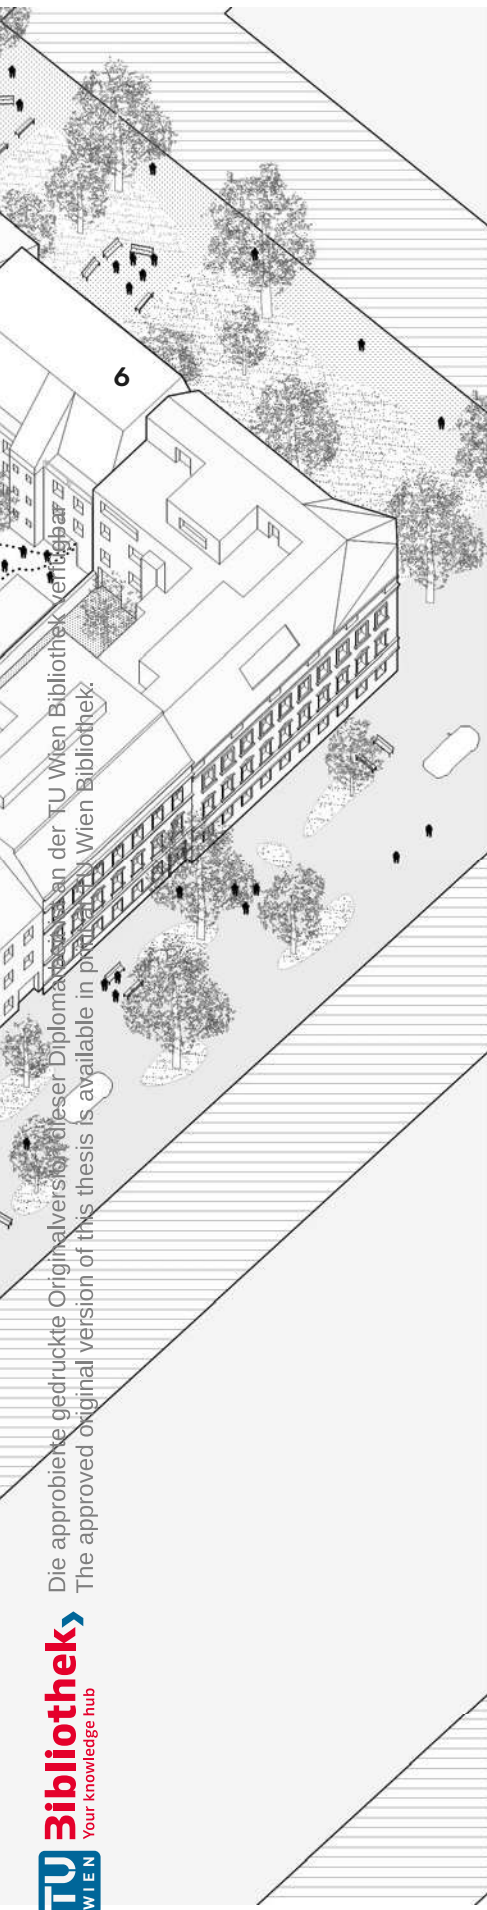 6
Die approbierte gedruckte Originalversion dieser Diplomarbeit ist an der TU Wien Bibliothek verfügbar
The approved original version of this thesis is available in print at TU Wien Bibliothek.
Bibliothek
Your knowledge hub
TU
WIEN